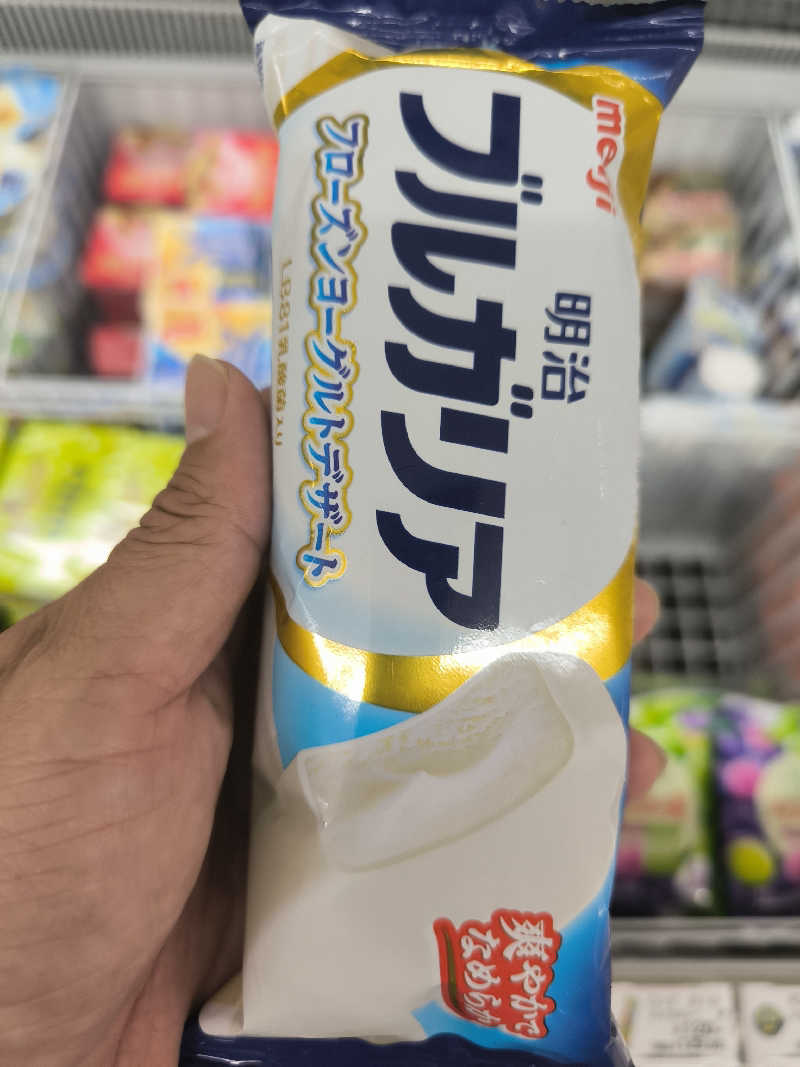 meiji
明治
ブルガリア
フローズンヨーグルトデザート
LB81乳酸菌入り
爽やかで
なめらか